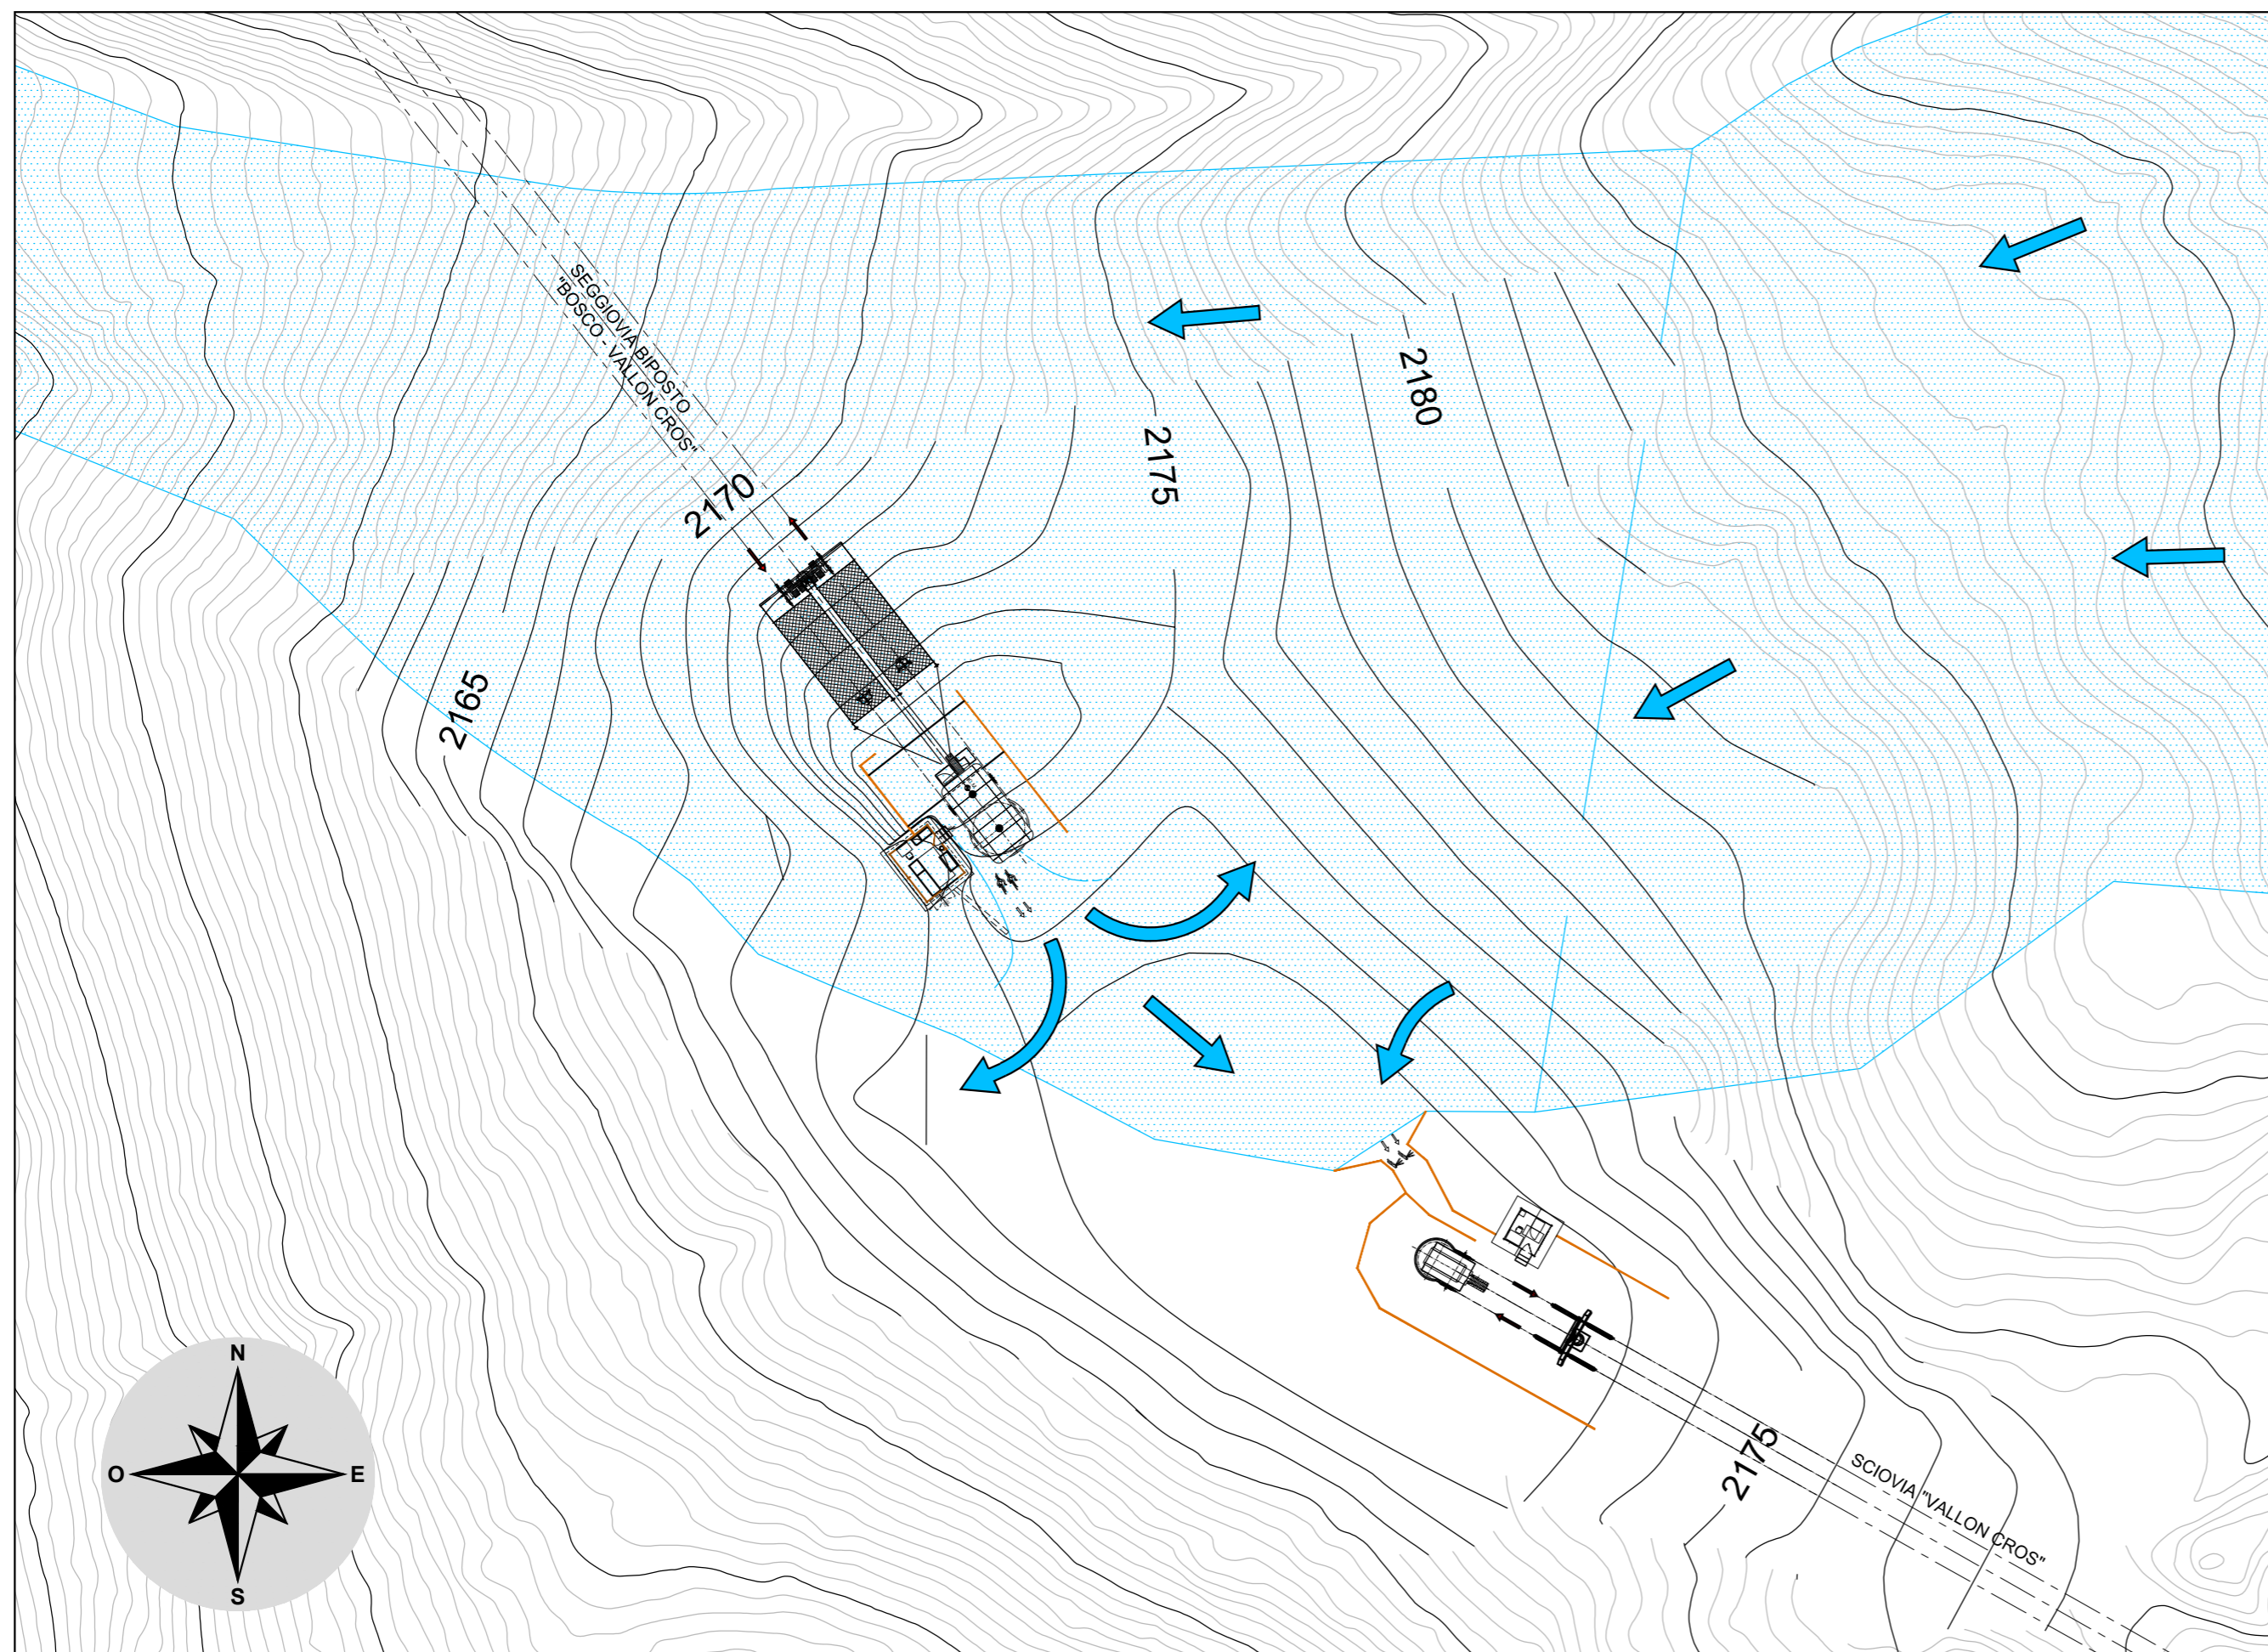 SEGGIOVIA BIPOSTO
"BOSCO - VALLON CROS"
2180
2175
2170
2165
N
O
E
S
2175
SCIOVIA "VALLON CROS"